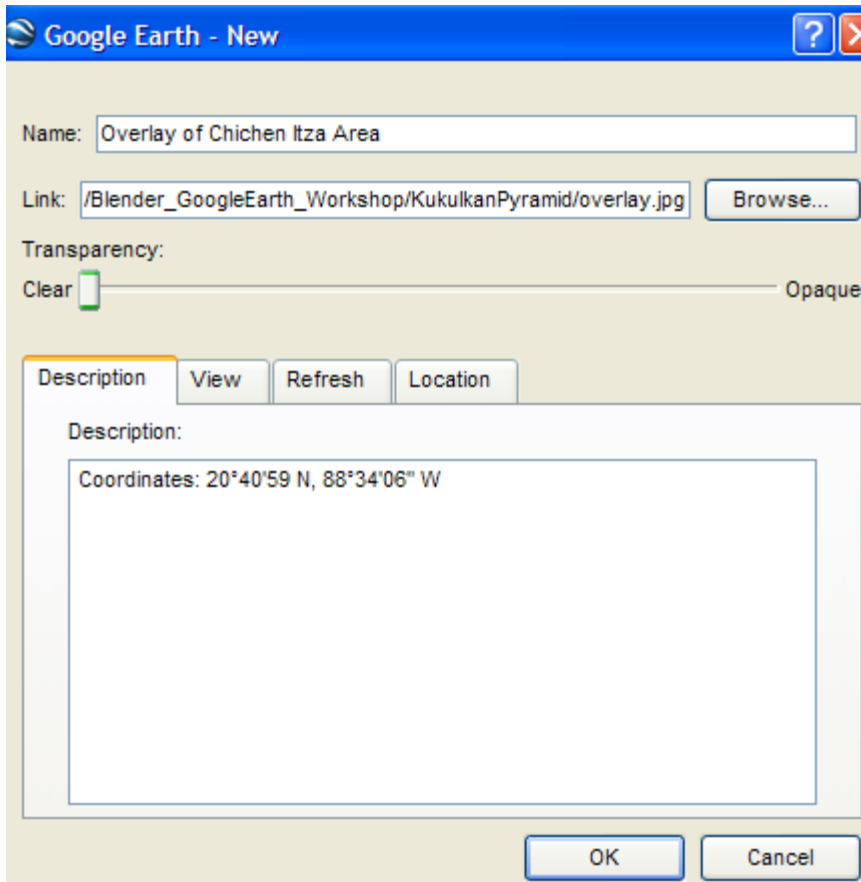 Google Earth - New
Name: Overlay of Chichen Itza Area
Link: /Blender_GoogleEarth_Workshop/KukulkanPyramid/overlay.jpg Browse...
Transparency:
Clear Opaque
Description View Refresh Location
Description:
Coordinates: 20°40'59 N, 88°34'06" W
OK Cancel